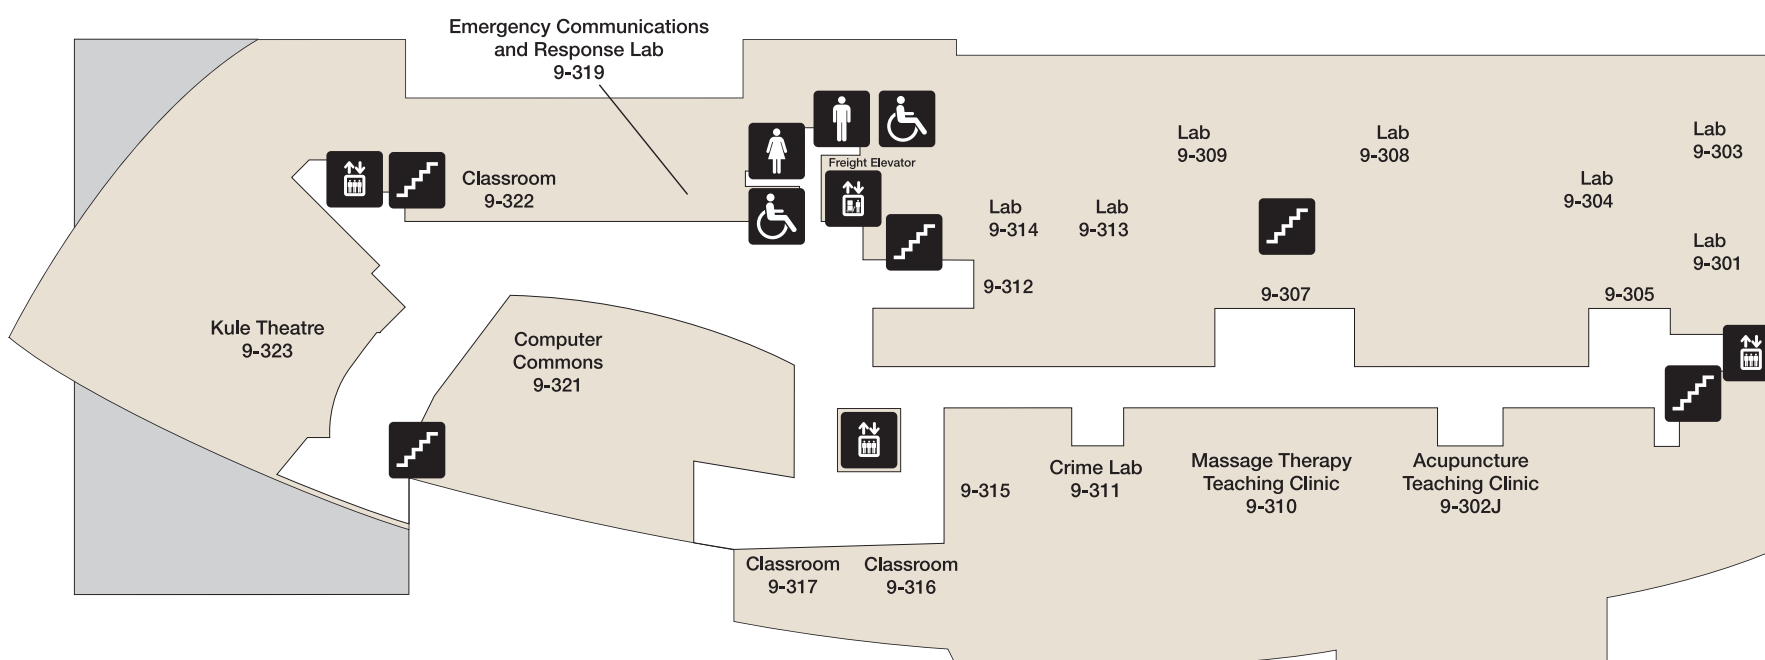 Emergency Communications
and Response Lab
9-319
Freight Elevator
Classroom
9-322
Lab
9-309
Lab
9-308
Lab
9-303
Lab
9-304
Lab
9-314
Lab
9-313
Lab
9-301
9-312
9-307
9-305
Kule Theatre
9-323
Computer
Commons
9-321
9-315
Crime Lab
9-311
Massage Therapy
Teaching Clinic
9-310
Acupuncture
Teaching Clinic
9-302J
Classroom
9-317
Classroom
9-316